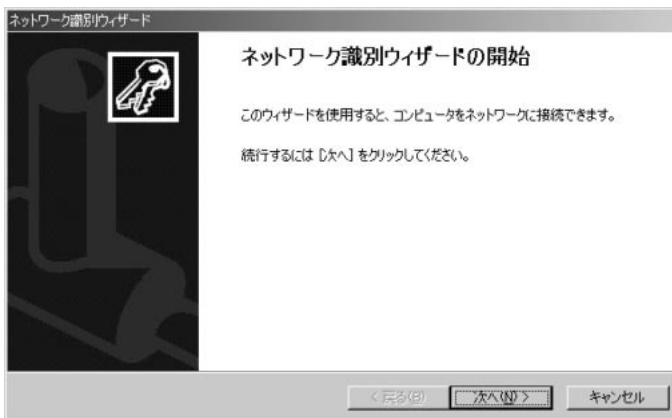 ネットワーク識別ウィザード
ネットワーク識別ウィザードの開始
このウィザードを使用すると、コンピュータをネットワークに接続できます。
続行するには [次へ] をクリックしてください。
< 戻る(B)
次へ(N) >
キャンセル